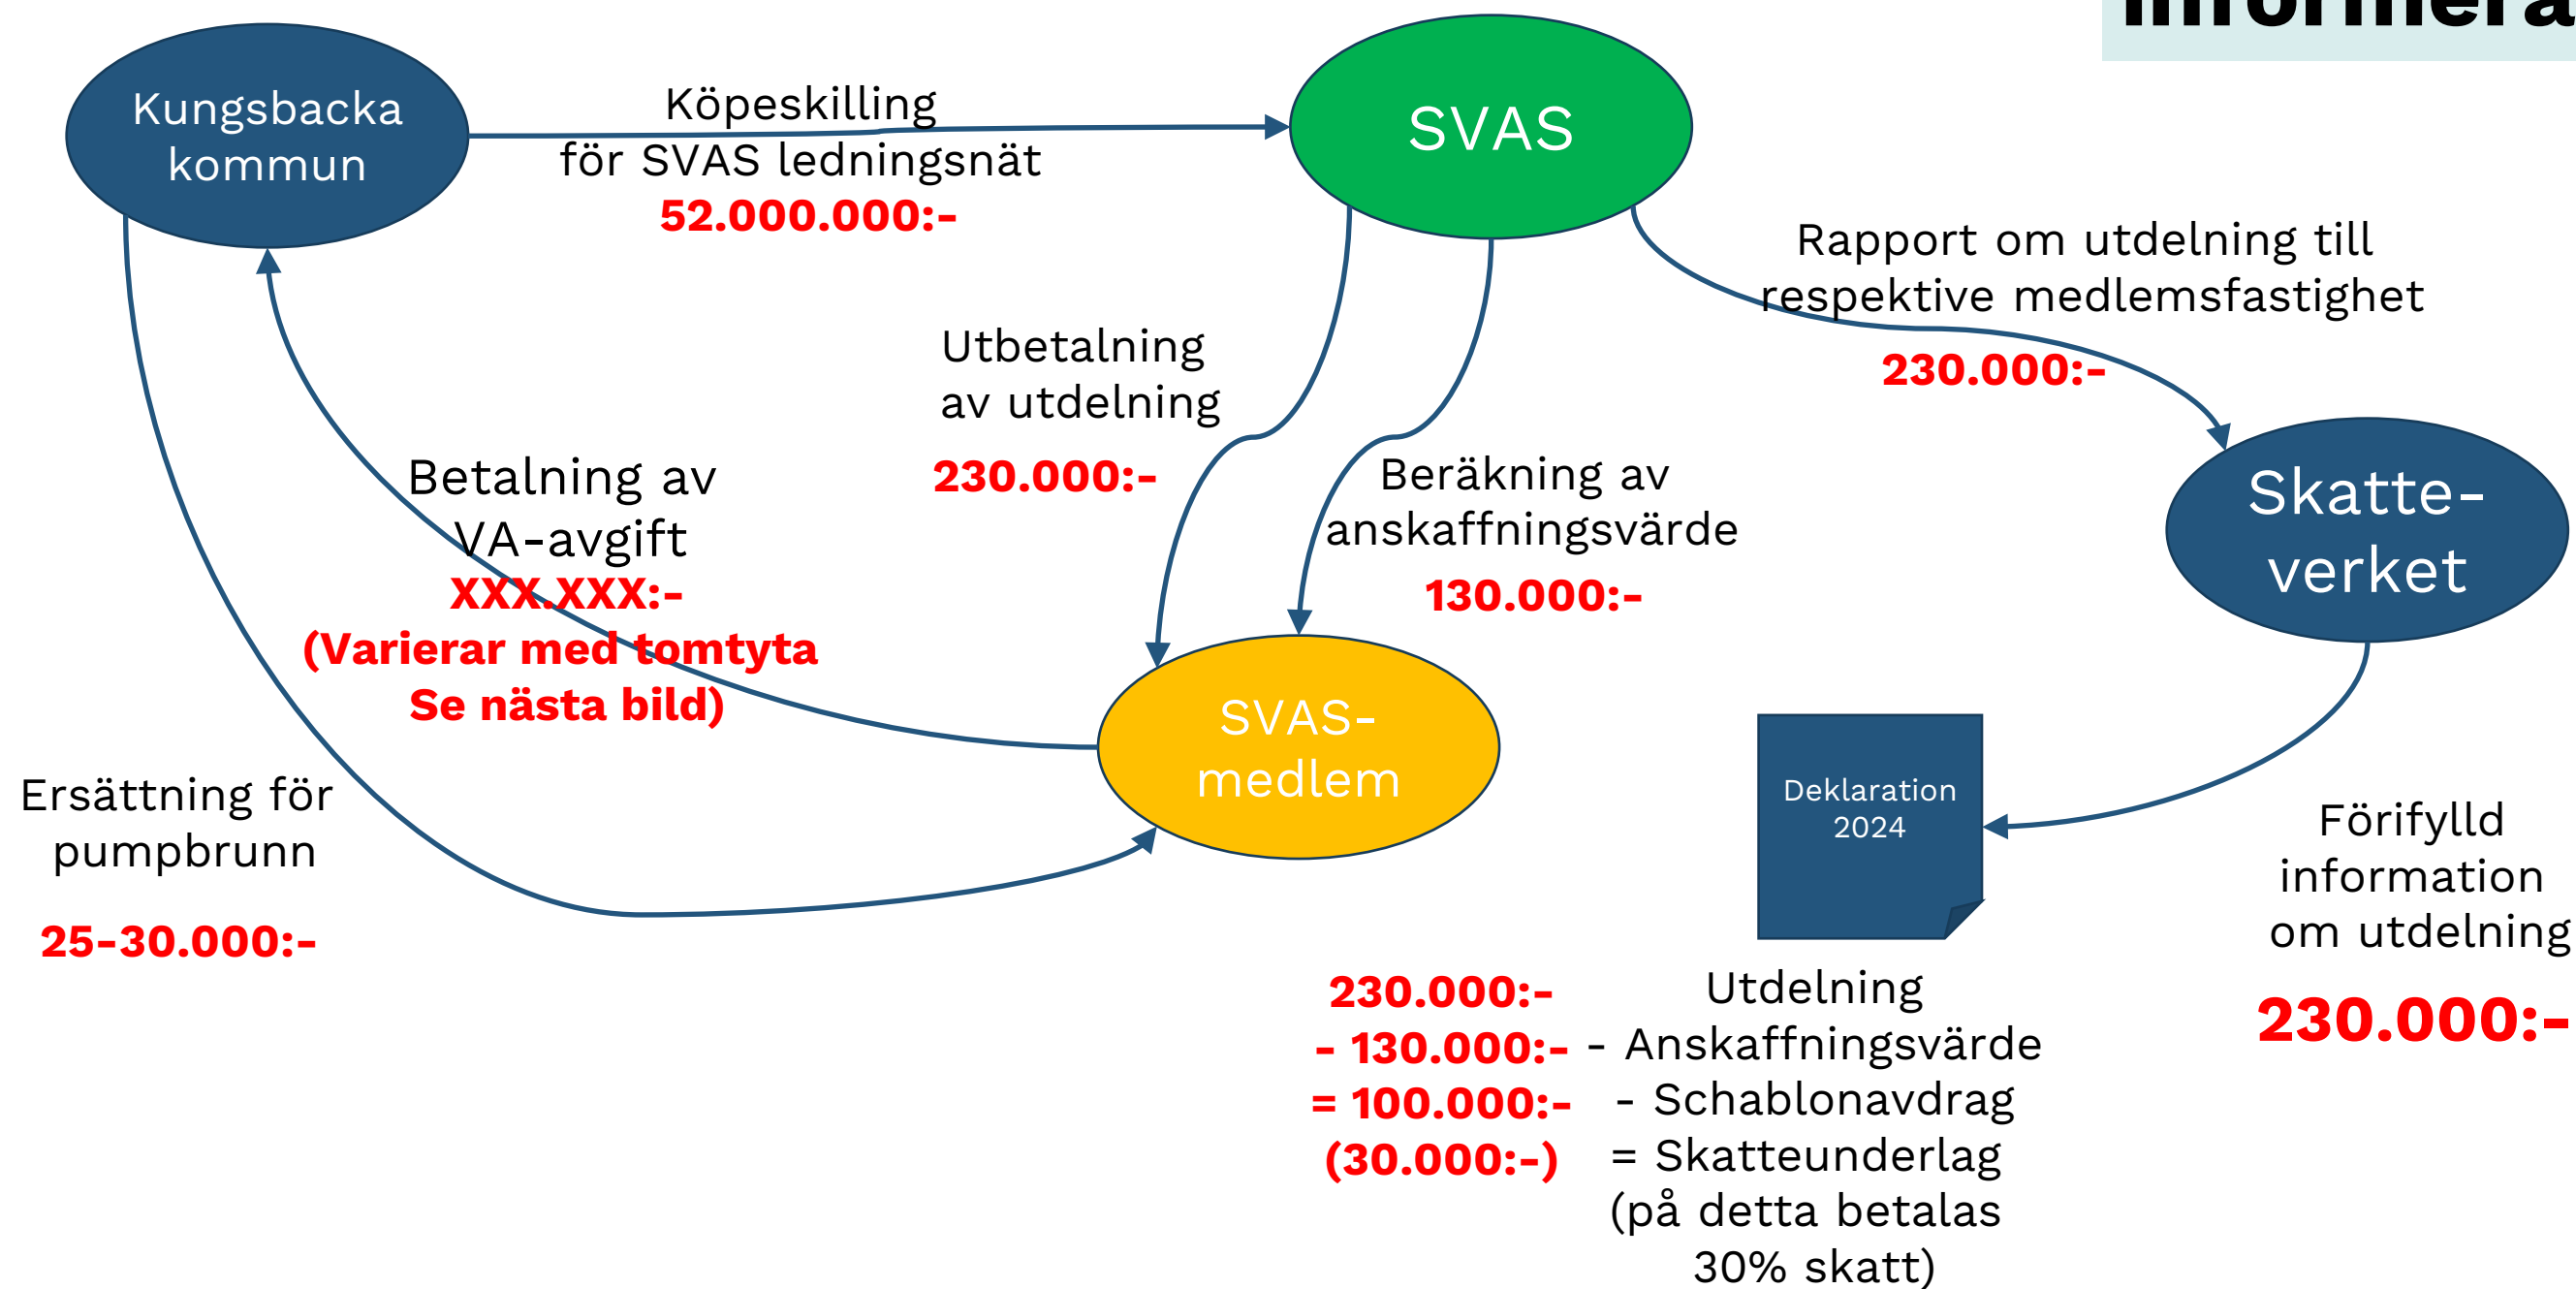 informera
Kungsbacka
kommun
Köpeskilling
för SVAS ledningsnät
52.000.000:-
SVAS
Rapport om utdelning till
respektive medlemsfastighet
230.000:-
Utbetalning
av utdelning
230.000:-
Beräkning av
anskaffningsvärde
130.000:-
Skatte-
verket
Betalning av
VA-avgift
XXX.XXX:-
(Varierar med tomtyta
Se nästa bild)
SVAS-
medlem
Ersättning för
pumpbrunn
25-30.000:-
Deklaration
2024
Förifylld
information
om utdelning
230.000:-
230.000:-
- 130.000:-
= 100.000:-
(30.000:-)
Utdelning
- Anskaffningsvärde
- Schablonavdrag
= Skatteunderlag
(på detta betalas
30% skatt)